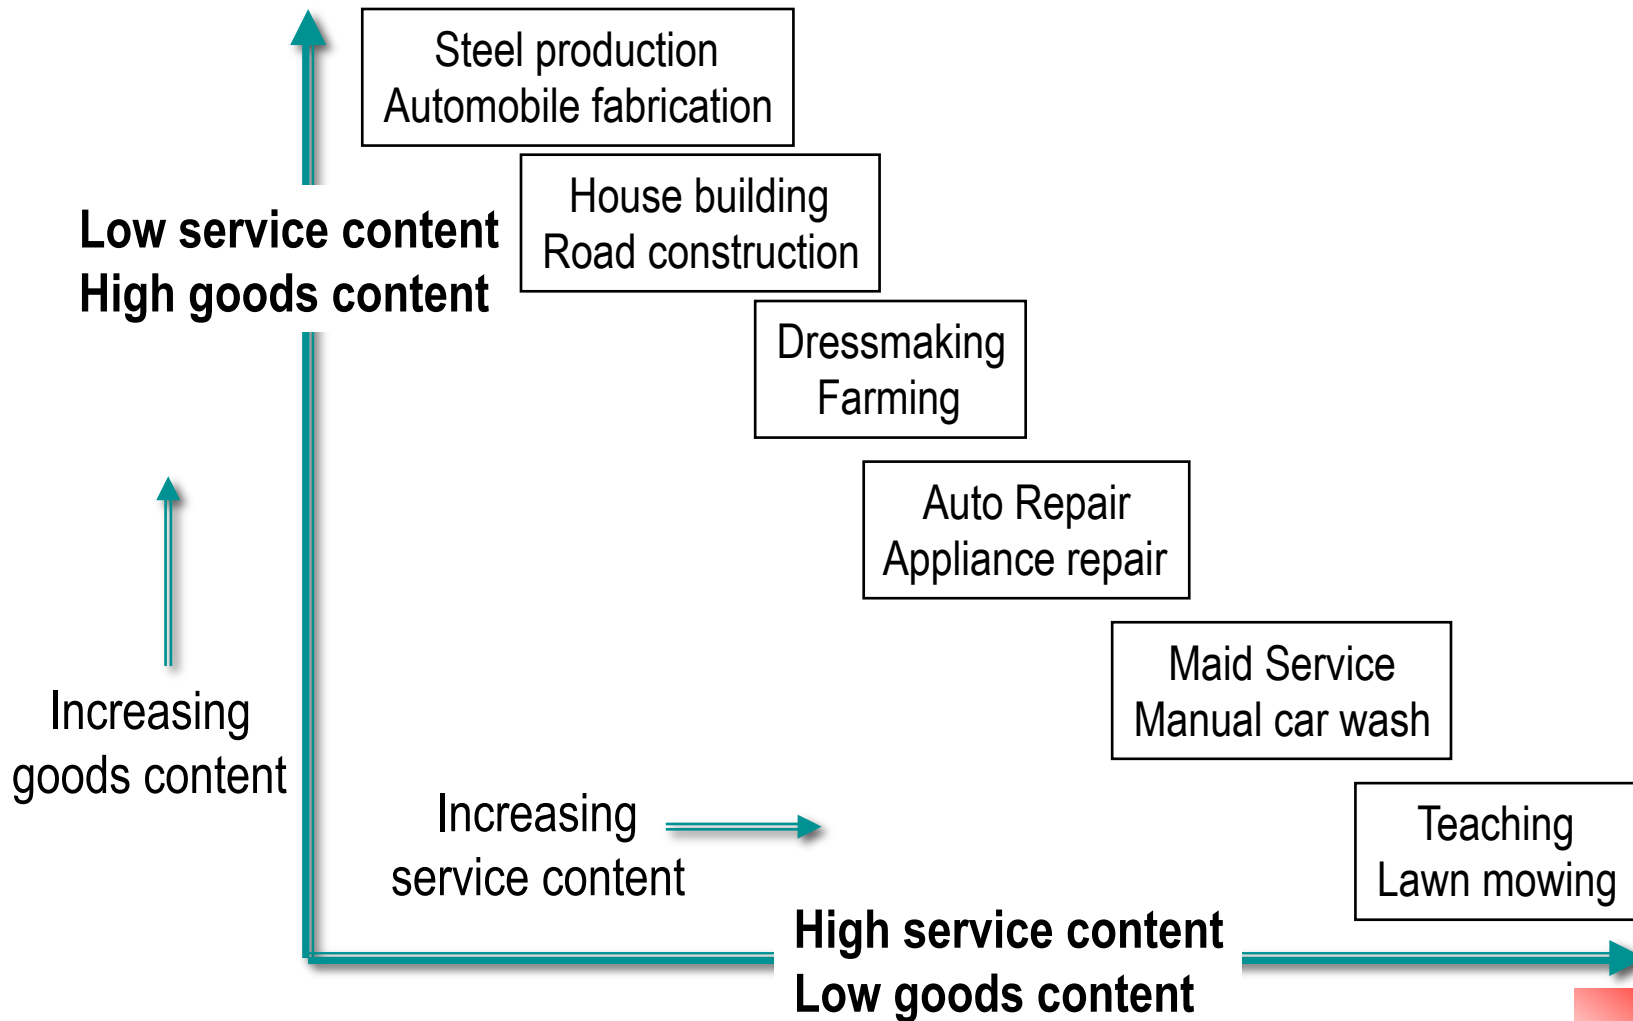 Steel production
Automobile fabrication
House building
Road construction
Low service content
High goods content
Dressmaking
Farming
Auto Repair
Appliance repair
Maid Service
Manual car wash
Increasing
goods content
Increasing
service content
Teaching
Lawn mowing
High service content
Low goods content